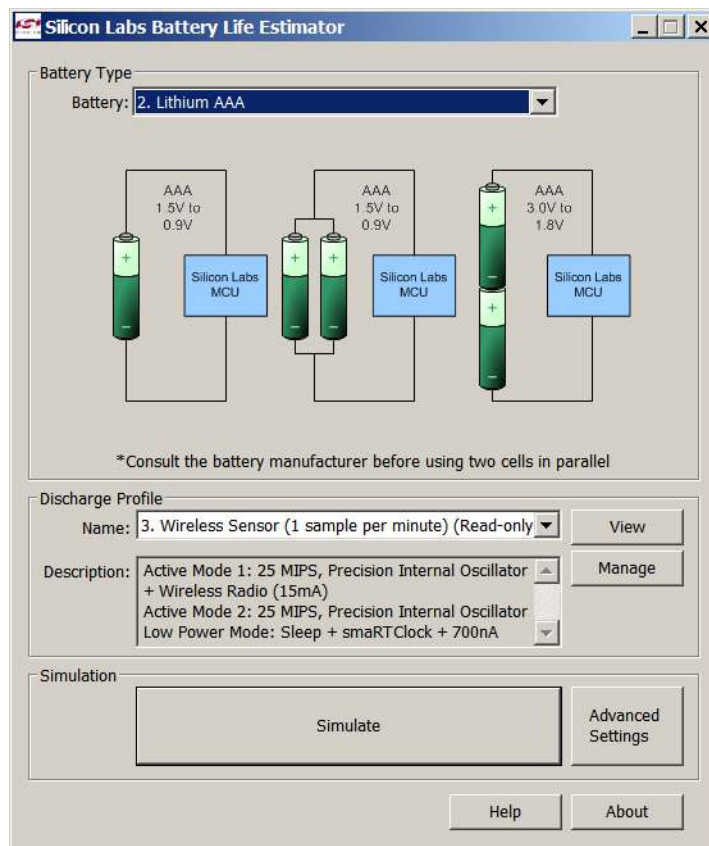 Silicon Labs Battery Life Estimator
Battery Type
Battery: 2. Lithium AAA
AAA
1.5V to
0.9V
Silicon Labs
MCU
AAA
1.5V to
0.9V
Silicon Labs
MCU
AAA
3.0V to
1.8V
Silicon Labs
MCU
*Consult the battery manufacturer before using two cells in parallel
Discharge Profile
Name: 3. Wireless Sensor (1 sample per minute) (Read-only
View
Description: Active Mode 1: 25 MIPS, Precision Internal Oscillator
+ Wireless Radio (15mA)
Active Mode 2: 25 MIPS, Precision Internal Oscillator
Low Power Mode: Sleep + smaRTClock + 700nA
Manage
Simulation
Simulate
Advanced
Settings
Help
About